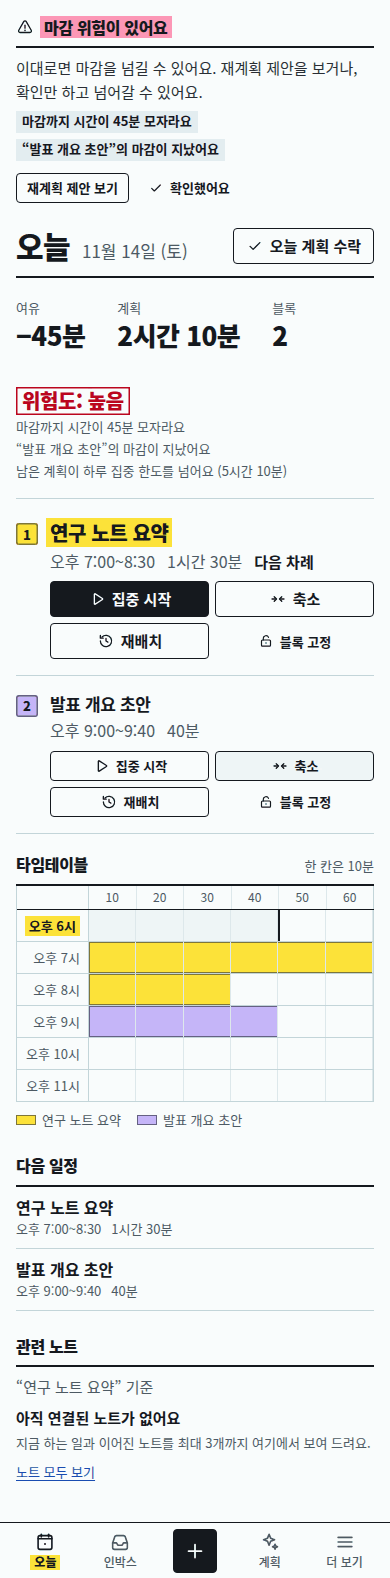 마감 위험이 있어요
이대로면 마감을 넘길 수 있어요. 재계획 제안을 보거나,
확인만 하고 넘어갈 수 있어요.
마감까지 시간이 45분 모자라요
“발표 개요 초안”의 마감이 지났어요
재계획 제안 보기 확인했어요
오늘 11월 14일 (토) 오늘 계획 수락
여유 계획 블록
−45분 2시간 10분 2
위험도: 높음
마감까지 시간이 45분 모자라요
“발표 개요 초안”의 마감이 지났어요
남은 계획이 하루 집중 한도를 넘어요 (5시간 10분)
1 연구 노트 요약
오후 7:00~8:30 1시간 30분 다음 차례
집중 시작 축소
재배치 블록 고정
2 발표 개요 초안
오후 9:00~9:40 40분
집중 시작 축소
재배치 블록 고정
타임테이블 한 칸은 10분
10 20 30 40 50 60
오후 6시
오후 7시
오후 8시
오후 9시
오후 10시
오후 11시
연구 노트 요약 발표 개요 초안
다음 일정
연구 노트 요약
오후 7:00~8:30 1시간 30분
발표 개요 초안
오후 9:00~9:40 40분
관련 노트
“연구 노트 요약” 기준
아직 연결된 노트가 없어요
지금 하는 일과 이어진 노트를 최대 3개까지 여기에서 보여 드려요.
노트 모두 보기
오늘 인박스 계획 더 보기